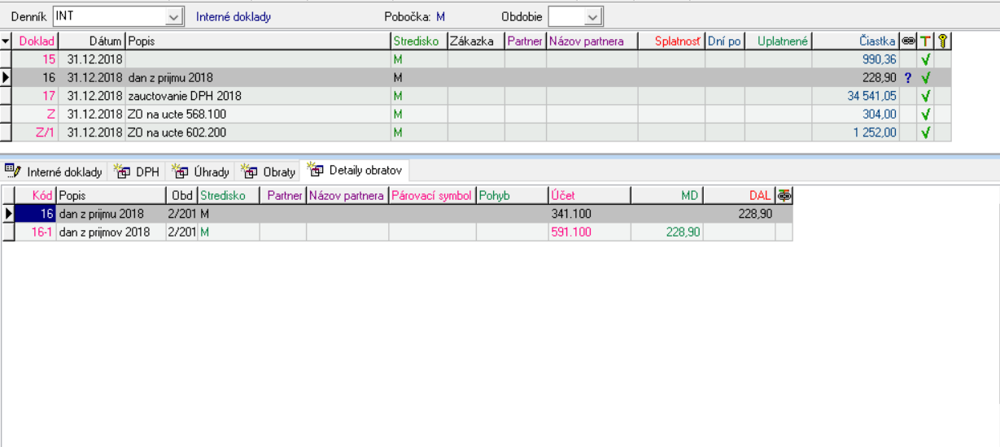 Denník INT Interné doklady Pobočka: M Obdobie
Doklad Dátum Popis Stredisko Zákazka Partner Názov partnera Splatnosť Dní po Uplatnené Čiastka T
15 31.12.2018 M 990,36 √
16 31.12.2018 dan z prijmu 2018 M 228,90 ? √
17 31.12.2018 zauctovanie DPH 2018 M 34 541,05 √
Z 31.12.2018 ZO na ucte 568.100 M 304,00 √
Z/1 31.12.2018 ZO na ucte 602.200 M 1 252,00 √
Interné doklady DPH Úhrady Obraty Detaily obratov
Kód Popis Obd Stredisko Partner Názov partnera Párovací symbol Pohyb Účet MD DAL
16 dan z prijmu 2018 2/201 M 341.100 228,90
16-1 dan z prijmov 2018 2/201 M 591.100 228,90